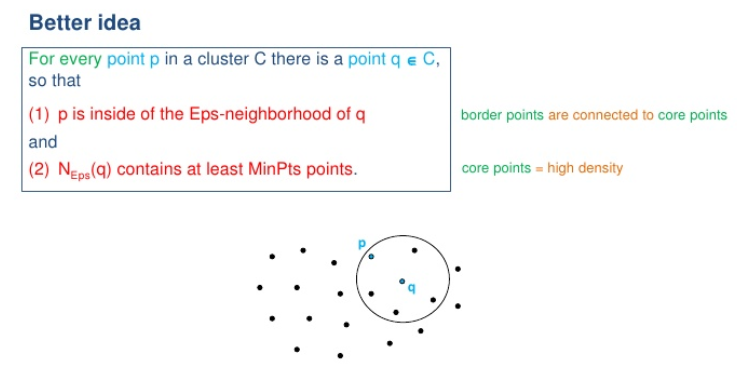 Better idea
For every point p in a cluster C there is a point q ∈ C,
so that
(1) p is inside of the Eps-neighborhood of q
border points are connected to core points
and
(2) N_Eps(q) contains at least MinPts points.
core points = high density
p
q